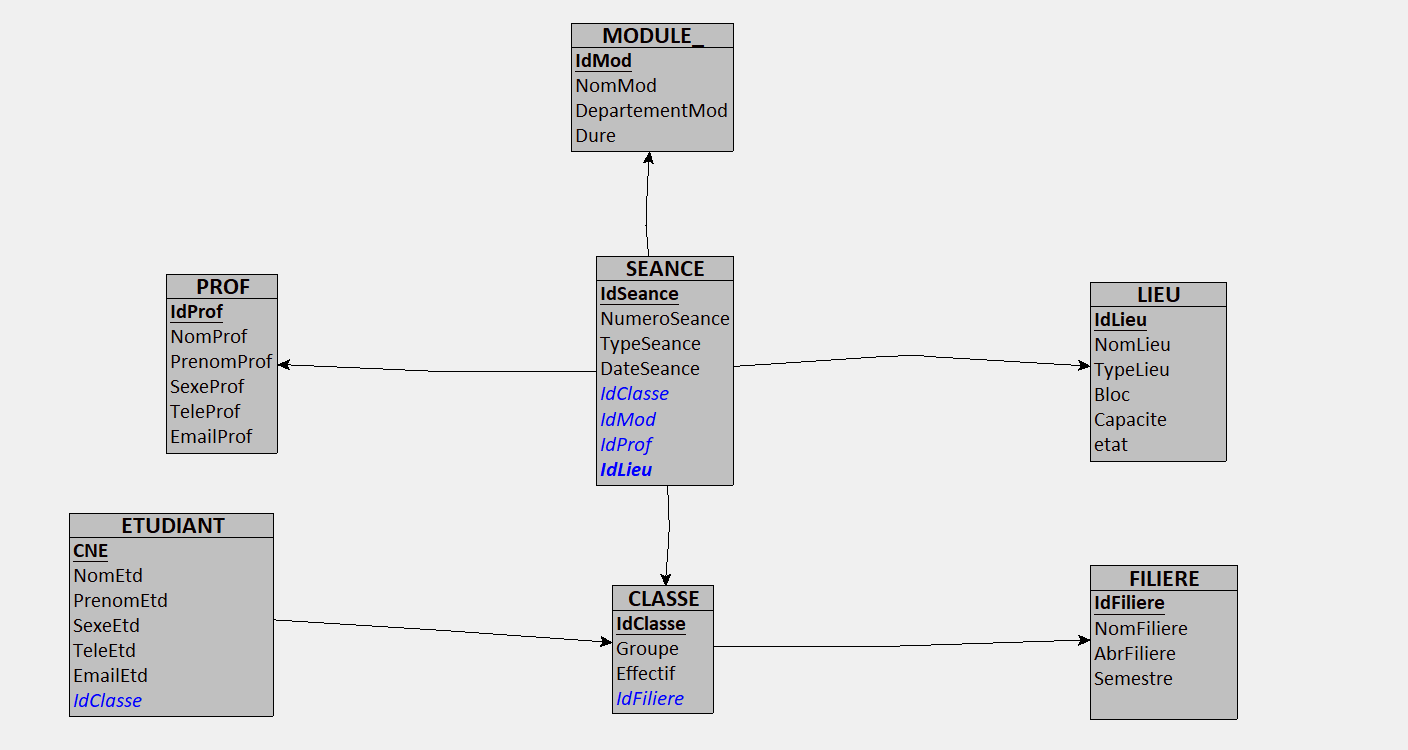 MODULE_
IdMod
NomMod
DepartementMod
Dure
PROF
IdProf
NomProf
PrenomProf
SexeProf
TeleProf
EmailProf
SEANCE
IdSeance
NumeroSeance
TypeSeance
DateSeance
IdClasse
IdMod
IdProf
IdLieu
LIEU
IdLieu
NomLieu
TypeLieu
Bloc
Capacite
etat
ETUDIANT
CNE
NomEtd
PrenomEtd
SexeEtd
TeleEtd
EmailEtd
IdClasse
CLASSE
IdClasse
Groupe
Effectif
IdFiliere
FILIERE
IdFiliere
NomFiliere
AbrFiliere
Semestre